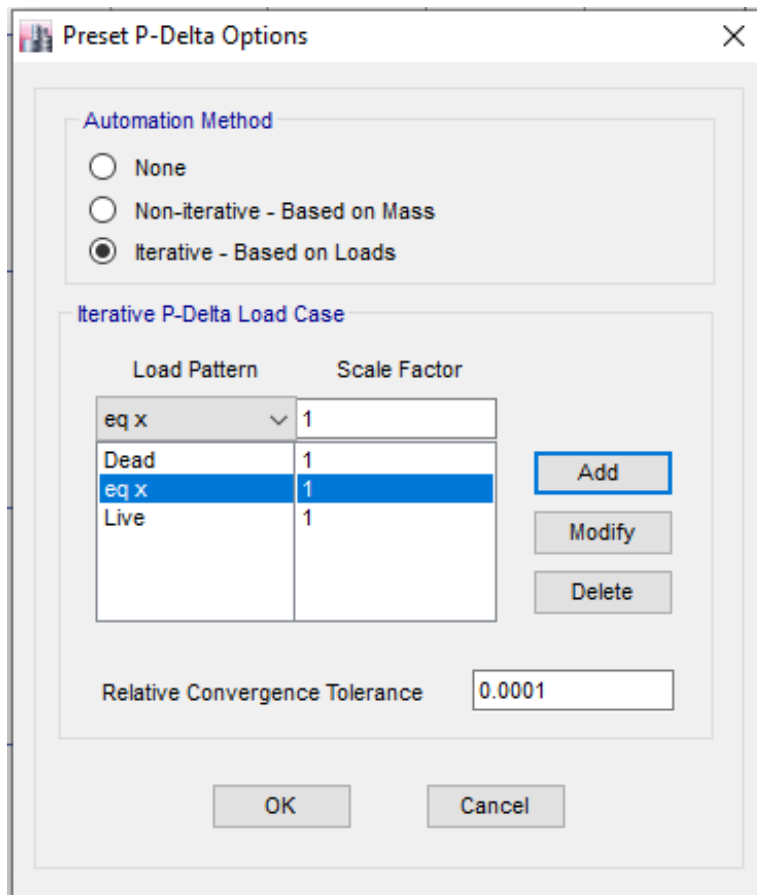 Preset P-Delta Options
Automation Method
None
Non-iterative - Based on Mass
Iterative - Based on Loads
Iterative P-Delta Load Case
Load Pattern Scale Factor
eq x 1
Dead 1
eq x 1
Live 1
Add
Modify
Delete
Relative Convergence Tolerance 0.0001
OK Cancel